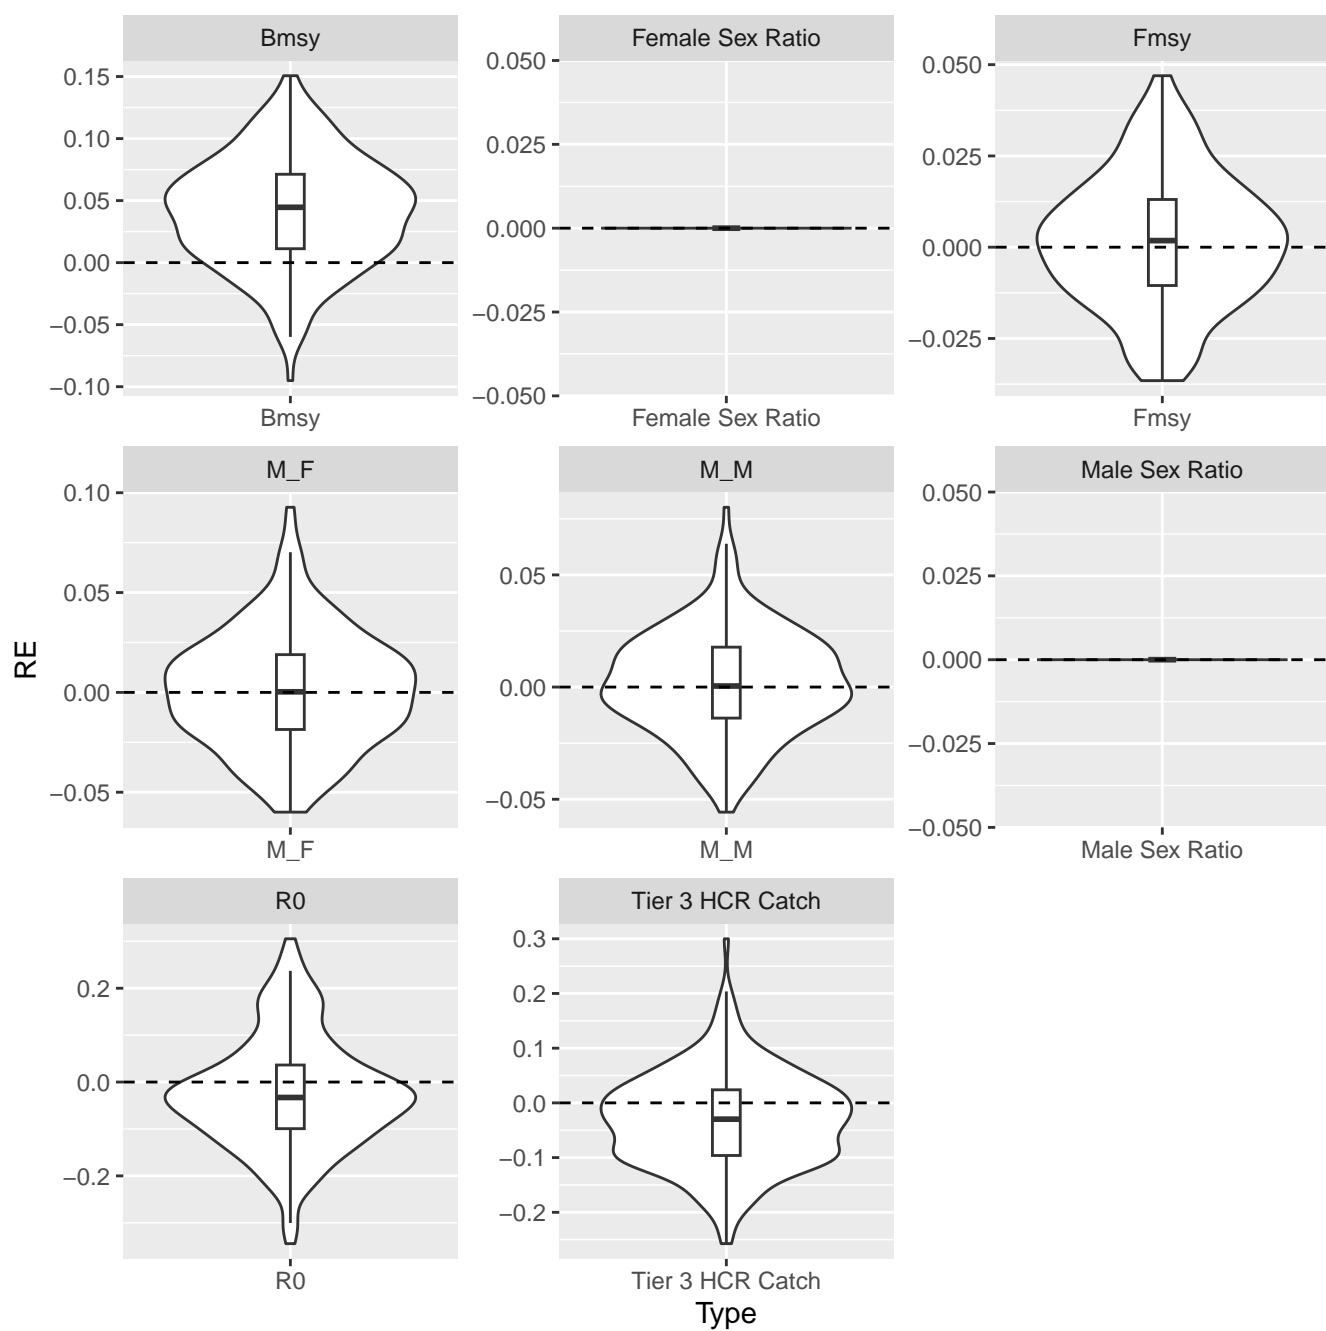 Bmsy
Female Sex Ratio
Fmsy
0.15
0.10
0.05
0.00
−0.05
−0.10
0.050
0.025
0.000
−0.025
−0.050
0.050
0.025
0.000
−0.025
Bmsy
Female Sex Ratio
Fmsy
M_F
M_M
Male Sex Ratio
0.10
0.05
0.00
−0.05
0.05
0.00
−0.05
0.050
0.025
0.000
−0.025
−0.050
M_F
M_M
Male Sex Ratio
RE
R0
Tier 3 HCR Catch
0.2
0.0
−0.2
0.3
0.2
0.1
0.0
−0.1
−0.2
R0
Tier 3 HCR Catch
Type